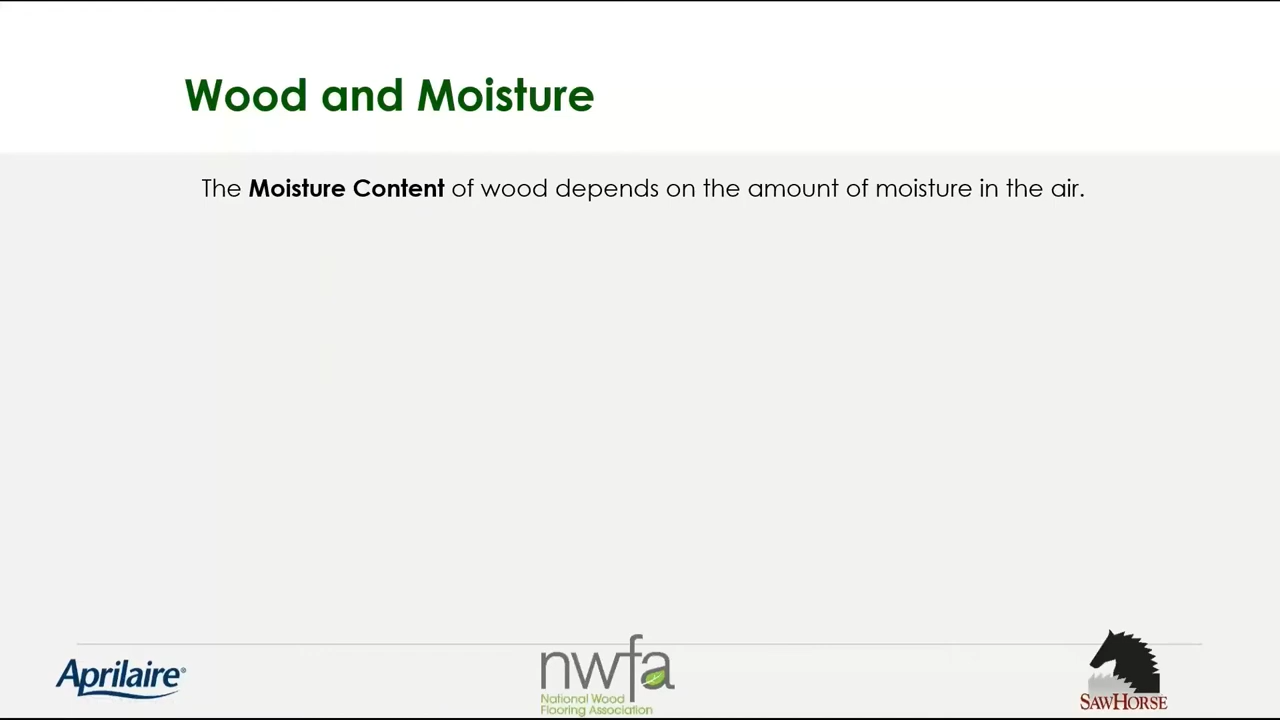 Wood and Moisture
The Moisture Content of wood depends on the amount of moisture in the air.
Aprilaire®
nwfa
National Wood
Flooring Association
SAWHORSE